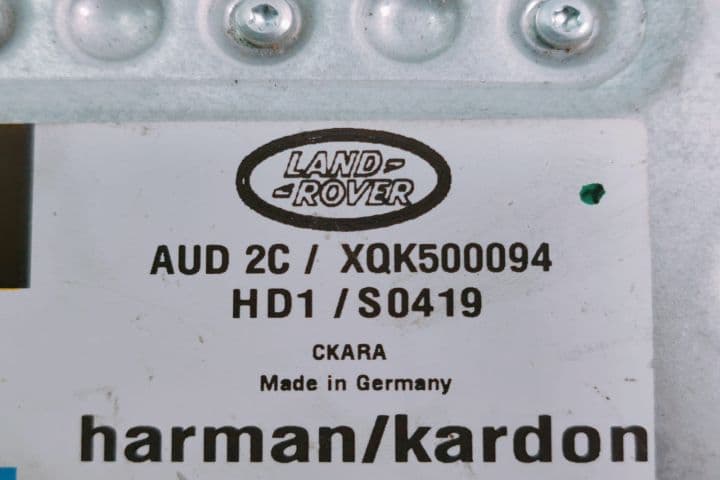 LAND-
-ROVER
AUD 2C / XQK500094
HD1 / S0419
CKARA
Made in Germany
harman/kardon